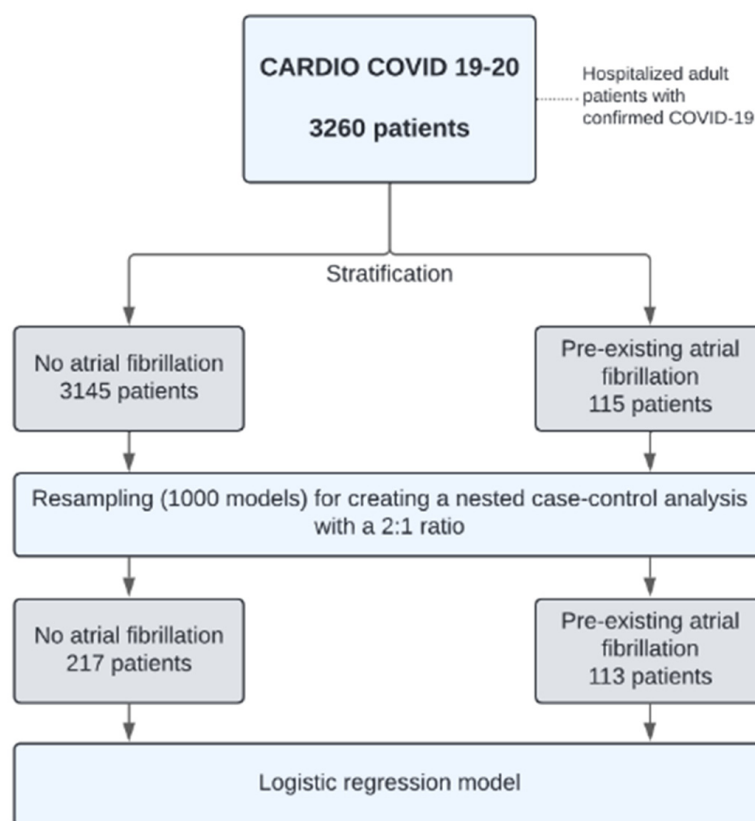 CARDIO COVID 19-20
3260 patients
Hospitalized adult
patients with
confirmed COVID-19
Stratification
No atrial fibrillation
3145 patients
Pre-existing atrial
fibrillation
115 patients
Resampling (1000 models) for creating a nested case-control analysis
with a 2:1 ratio
No atrial fibrillation
217 patients
Pre-existing atrial
fibrillation
113 patients
Logistic regression model